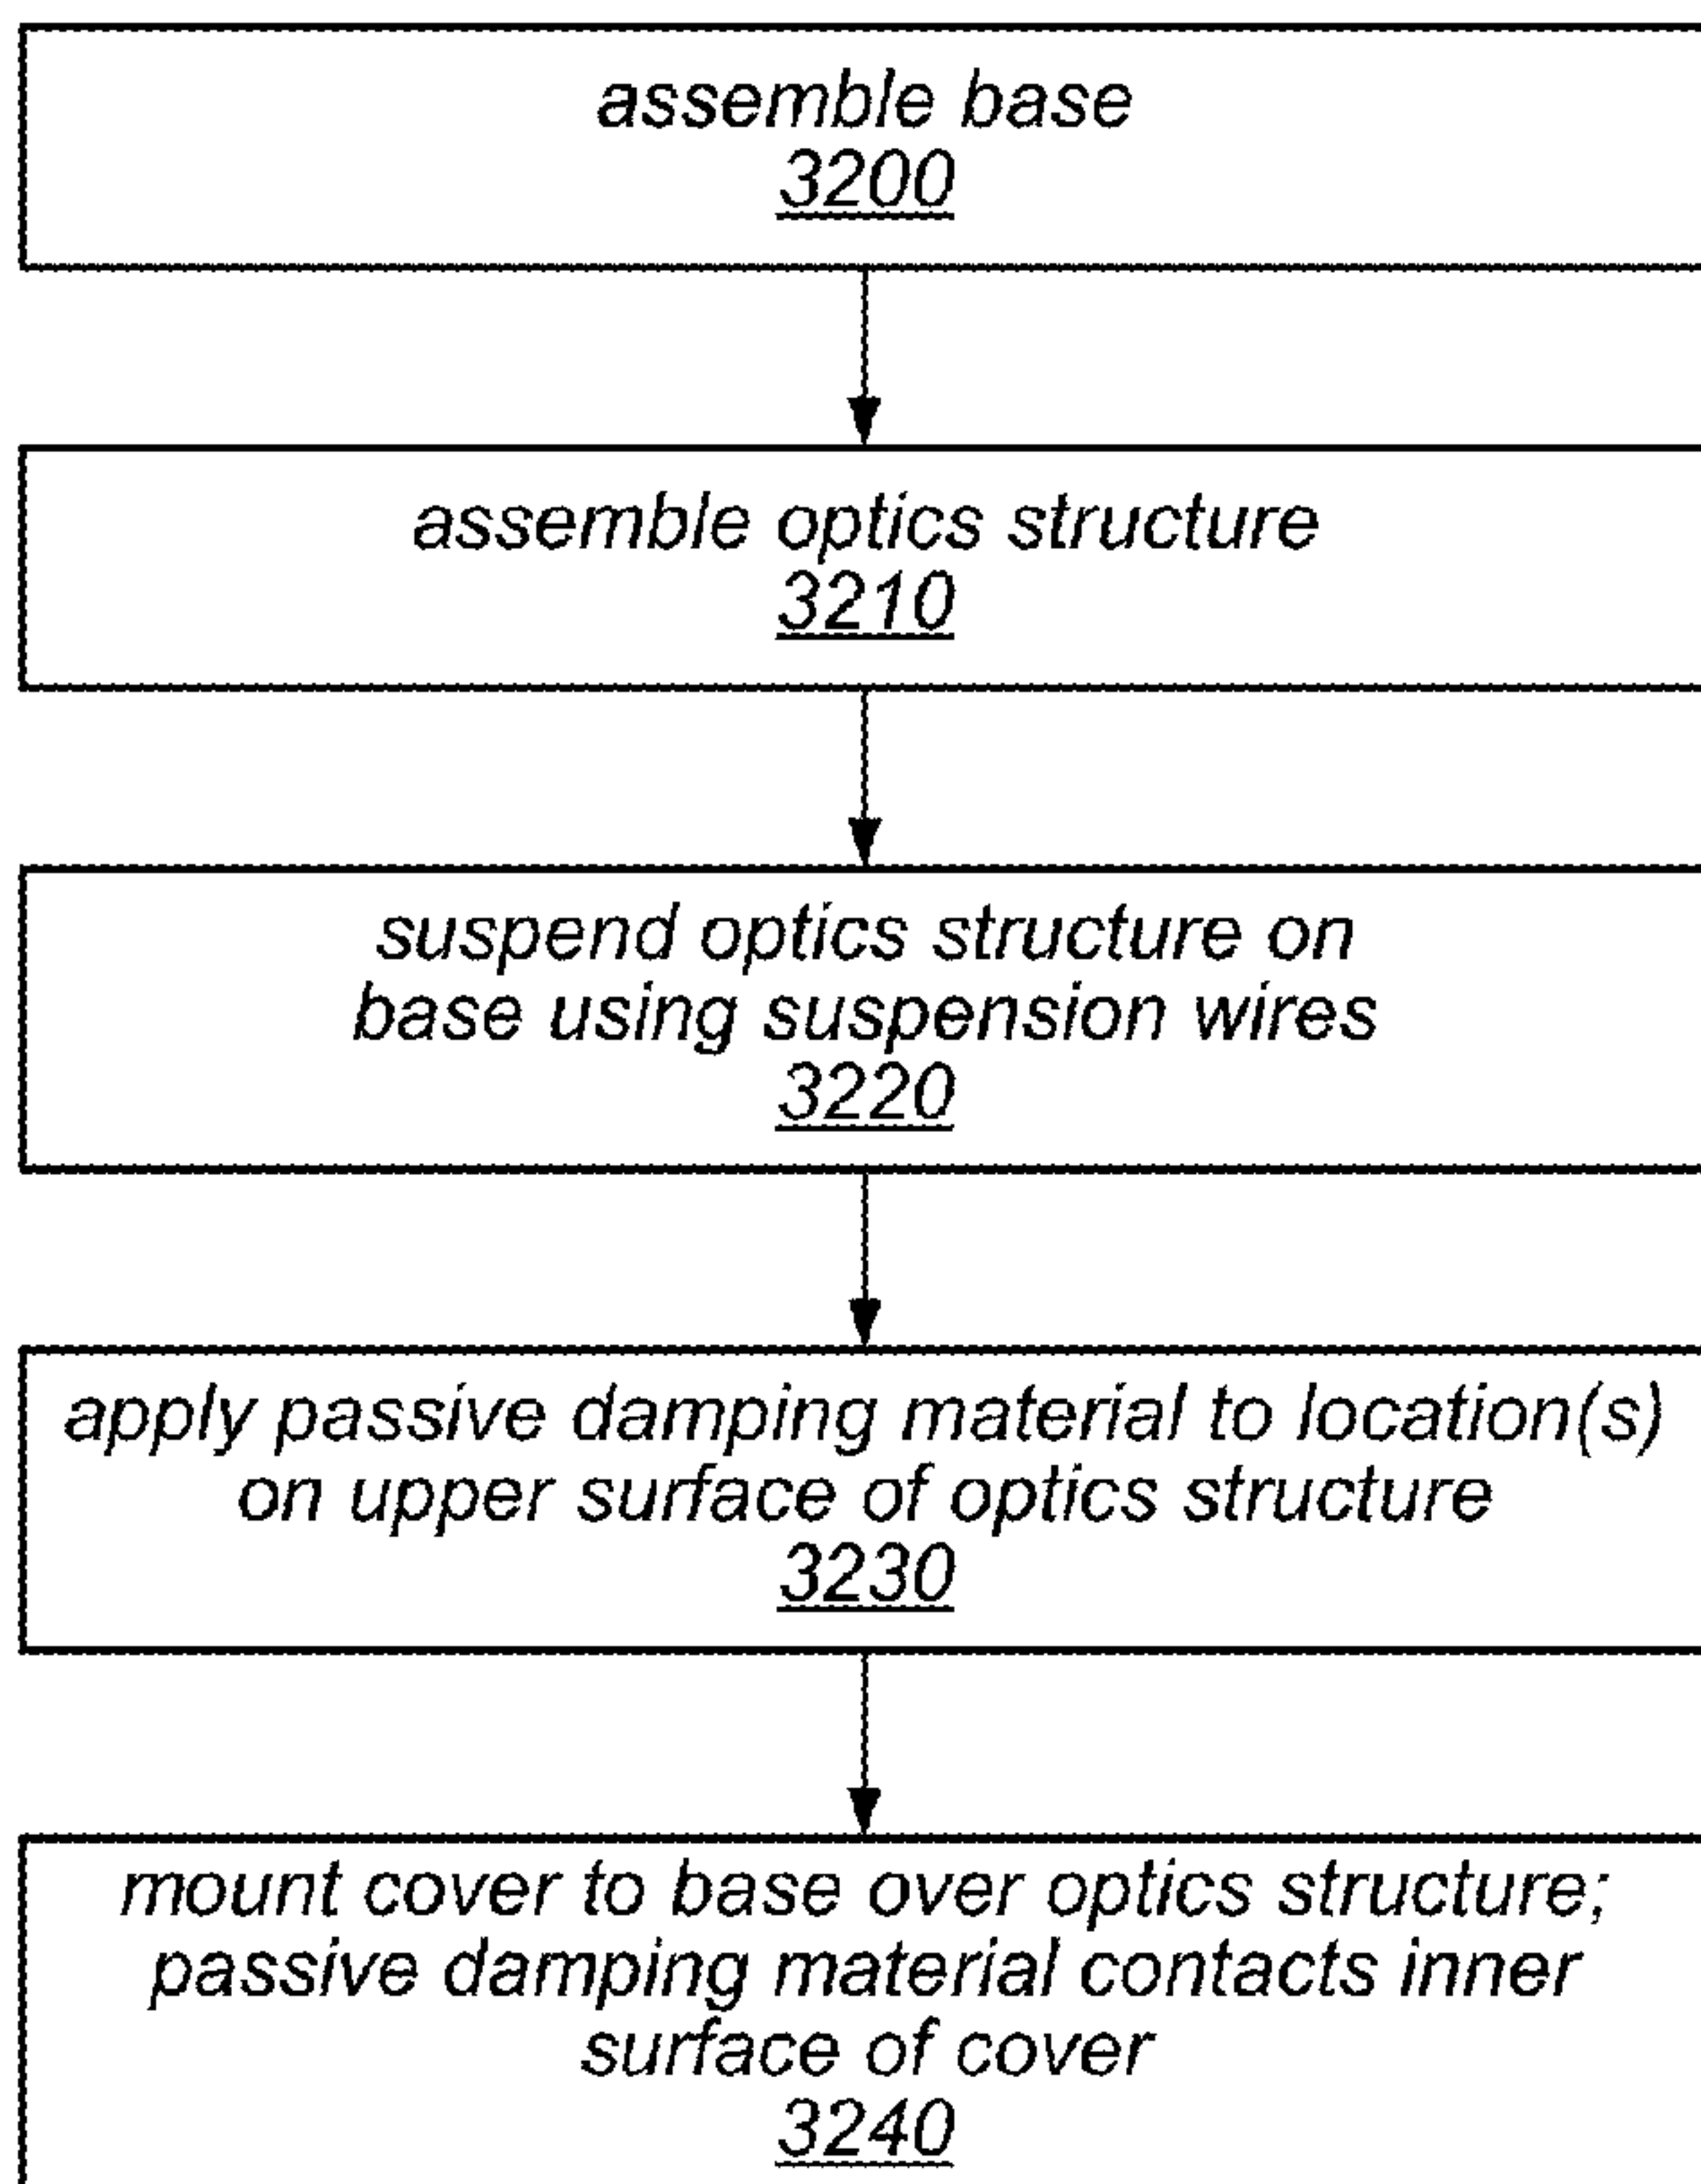 assemble base
3200
assemble optics structure
3210
suspend optics structure on
base using suspension wires
3220
apply passive damping material to location(s)
on upper surface of optics structure
3230
mount cover to base over optics structure;
passive damping material contacts inner
surface of cover
3240